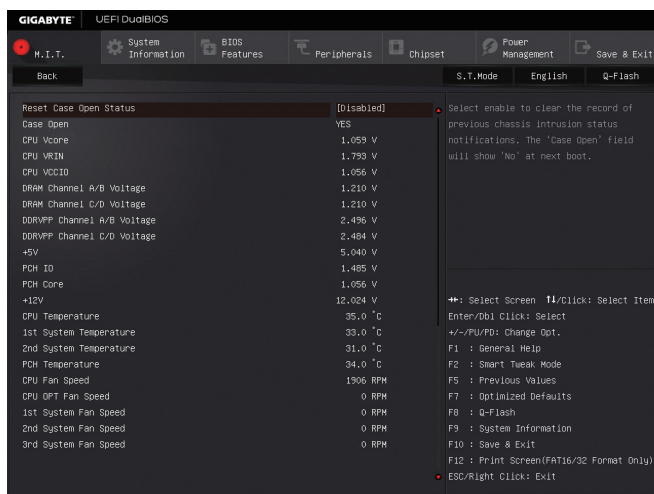 GIGABYTE™ UEFI DualBIOS
M.I.T.
System Information
BIOS Features
Peripherals
Chipset
Power Management
Save & Exit
Back
S.T.Mode English Q-Flash
Reset Case Open Status [Disabled]
Case Open YES
CPU Vcore 1.059 V
CPU VRIN 1.793 V
CPU VCCIO 1.056 V
DRAM Channel A/B Voltage 1.210 V
DRAM Channel C/D Voltage 1.210 V
DDRVPP Channel A/B Voltage 2.496 V
DDRVPP Channel C/D Voltage 2.484 V
+5V 5.040 V
PCH IO 1.485 V
PCH Core 1.056 V
+12V 12.024 V
CPU Temperature 35.0 °C
1st System Temperature 33.0 °C
2nd System Temperature 31.0 °C
PCH Temperature 34.0 °C
CPU Fan Speed 1906 RPM
CPU OPT Fan Speed 0 RPM
1st System Fan Speed 0 RPM
2nd System Fan Speed 0 RPM
3rd System Fan Speed 0 RPM
Select enable to clear the record of
previous chassis intrusion status
notifications. The 'Case Open' field
will show 'No' at next boot.
→←: Select Screen ↑↓/Click: Select Item
Enter/Dbl Click: Select
+/-/PU/PD: Change Opt.
F1 : General Help
F2 : Smart Tweak Mode
F5 : Previous Values
F7 : Optimized Defaults
F8 : Q-Flash
F9 : System Information
F10 : Save & Exit
F12 : Print Screen(FAT16/32 Format Only)
ESC/Right Click: Exit